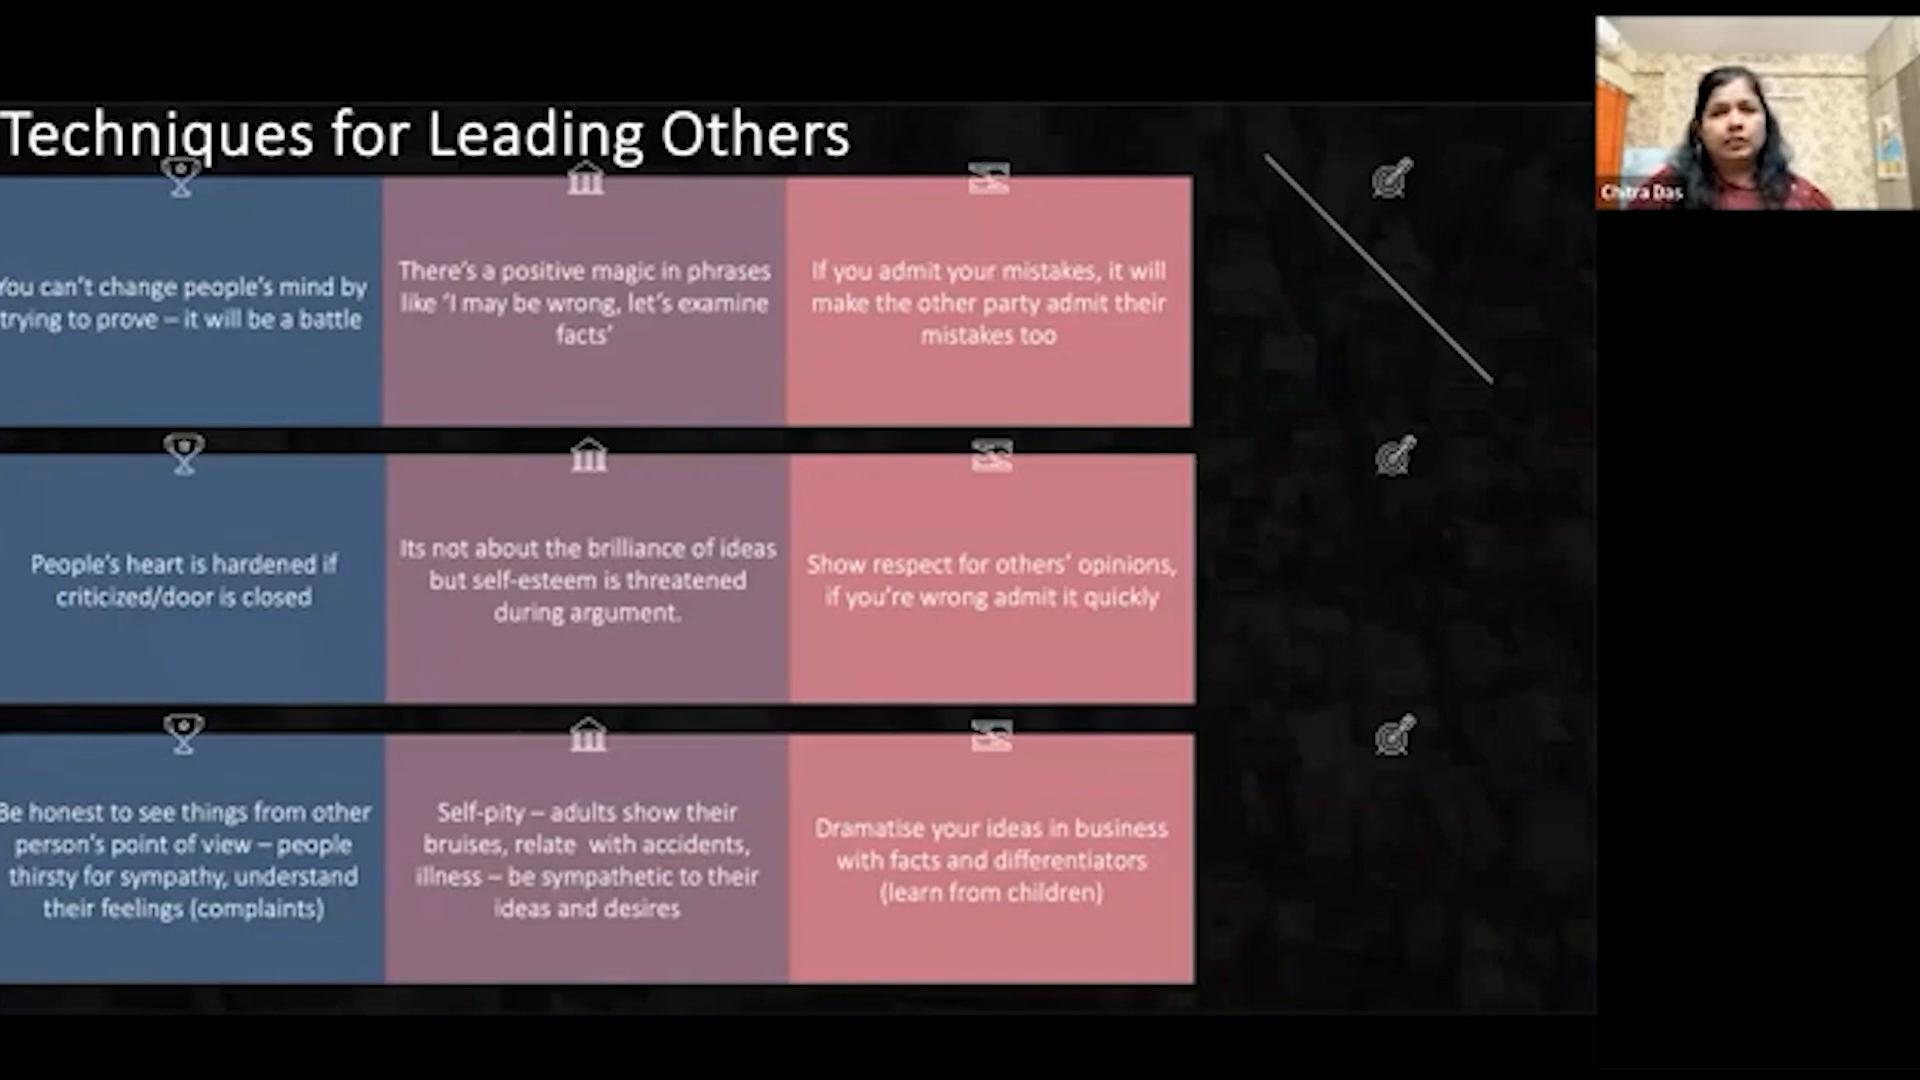 Techniques for Leading Others
Chitra Das
You can't change people's mind by
trying to prove – it will be a battle
There's a positive magic in phrases
like 'I may be wrong, let's examine
facts'
If you admit your mistakes, it will
make the other party admit their
mistakes too
People's heart is hardened if
criticized/door is closed
Its not about the brilliance of ideas
but self-esteem is threatened
during argument.
Show respect for others' opinions,
if you're wrong admit it quickly
Be honest to see things from other
person's point of view – people
thirsty for sympathy, understand
their feelings (complaints)
Self-pity – adults show their
bruises, relate with accidents,
illness – be sympathetic to their
ideas and desires
Dramatise your ideas in business
with facts and differentiators
(learn from children)